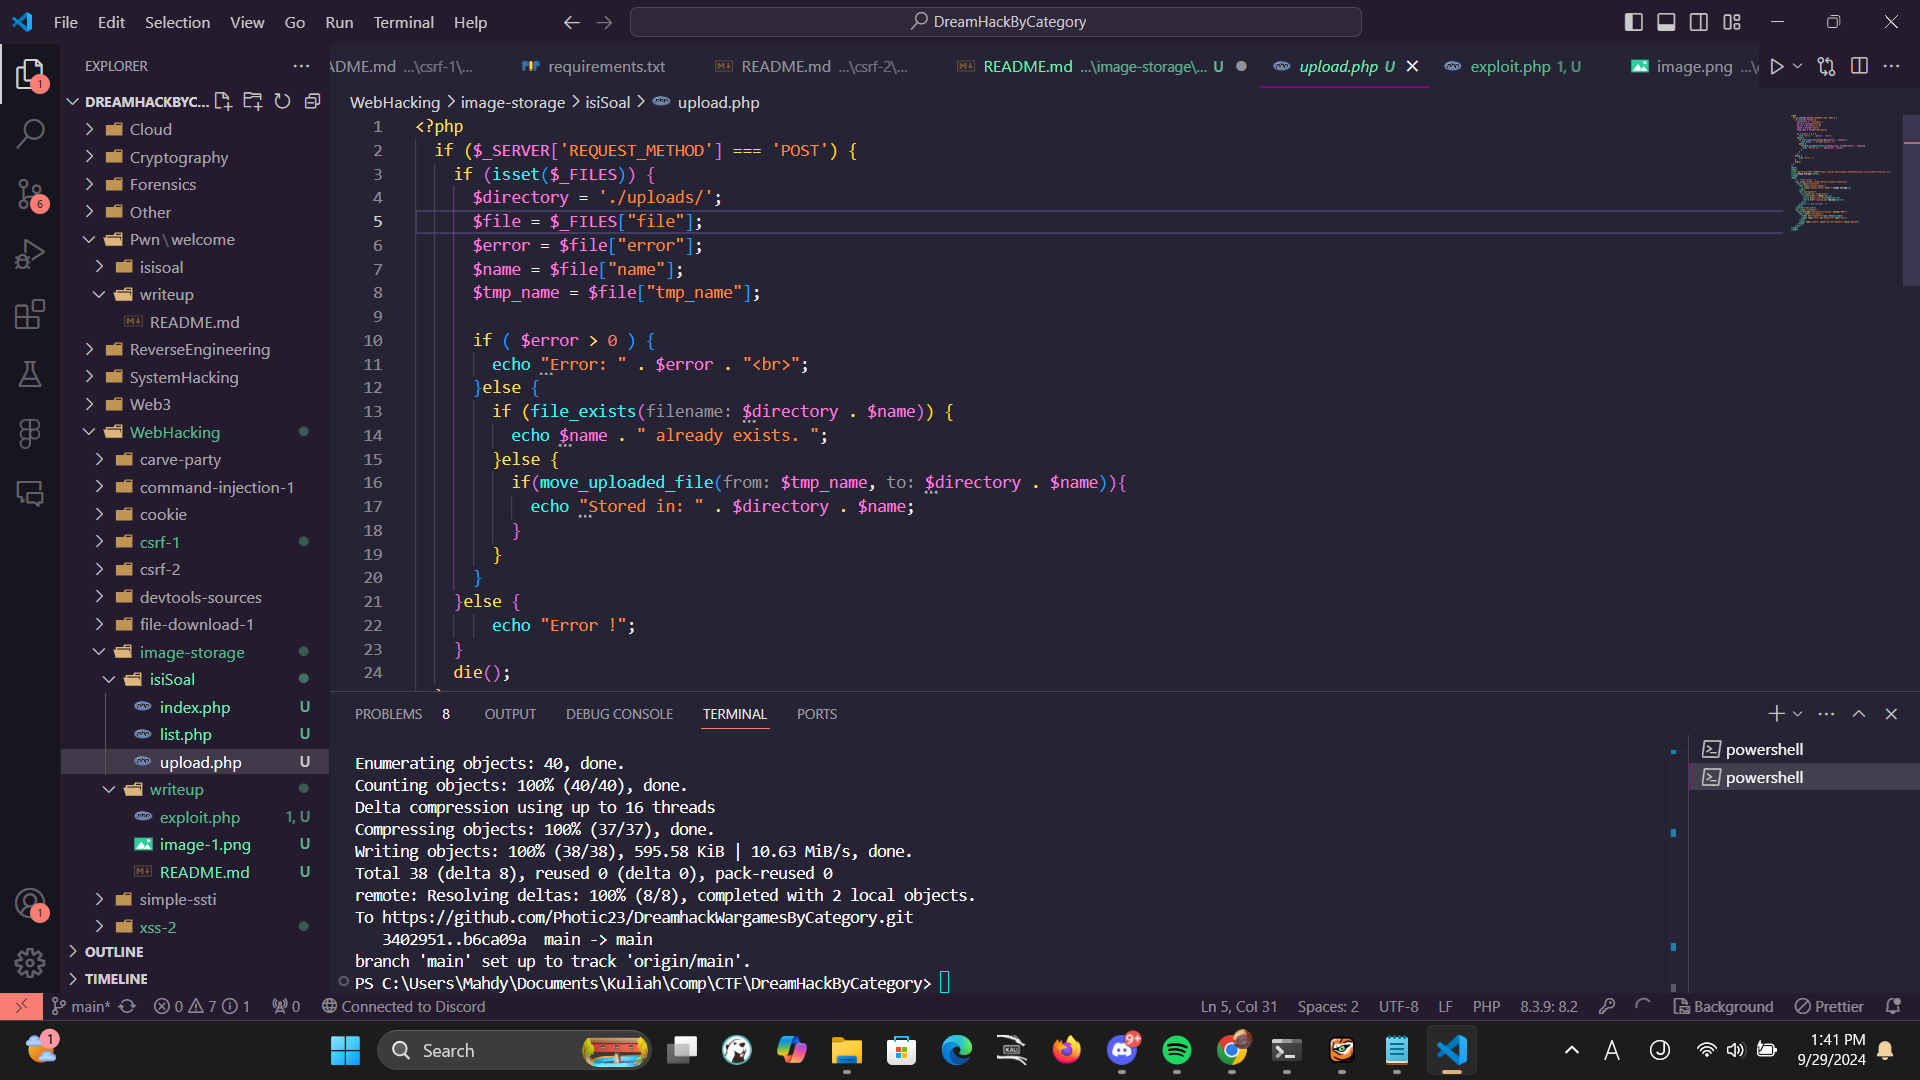 File Edit Selection View Go Run Terminal Help
DreamHackByCategory
EXPLORER
README.md ...\csrf-1\...
requirements.txt
README.md ...\csrf-2\...
README.md ...\image-storage\... U
upload.php U
exploit.php 1, U
image.png
DREAMHACKBYC...
Cloud
Cryptography
Forensics
Other
Pwn\welcome
isisoal
writeup
README.md
ReverseEngineering
SystemHacking
Web3
WebHacking
carve-party
command-injection-1
cookie
csrf-1
csrf-2
devtools-sources
file-download-1
image-storage
isiSoal
index.php U
list.php U
upload.php U
writeup
exploit.php 1, U
image-1.png U
README.md U
simple-ssti
xss-2
OUTLINE
TIMELINE
WebHacking > image-storage > isiSoal > upload.php
1 <?php
2 if ($_SERVER['REQUEST_METHOD'] === 'POST') {
3 if (isset($_FILES)) {
4 $directory = './uploads/';
5 $file = $_FILES["file"];
6 $error = $file["error"];
7 $name = $file["name"];
8 $tmp_name = $file["tmp_name"];
9
10 if ( $error > 0 ) {
11 echo "Error: " . $error . "<br>";
12 }else {
13 if (file_exists(filename: $directory . $name)) {
14 echo $name . " already exists. ";
15 }else {
16 if(move_uploaded_file(from: $tmp_name, to: $directory . $name)){
17 echo "Stored in: " . $directory . $name;
18 }
19 }
20 }
21 }else {
22 echo "Error !";
23 }
24 die();
PROBLEMS 8 OUTPUT DEBUG CONSOLE TERMINAL PORTS
Enumerating objects: 40, done.
Counting objects: 100% (40/40), done.
Delta compression using up to 16 threads
Compressing objects: 100% (37/37), done.
Writing objects: 100% (38/38), 595.58 KiB | 10.63 MiB/s, done.
Total 38 (delta 8), reused 0 (delta 0), pack-reused 0
remote: Resolving deltas: 100% (8/8), completed with 2 local objects.
To https://github.com/Photic23/DreamhackWargamesByCategory.git
3402951..b6ca09a main -> main
branch 'main' set up to track 'origin/main'.
PS C:\Users\Mahdy\Documents\Kuliah\Comp\CTF\DreamHackByCategory>
powershell
powershell
1
6
1
main* 0 7 1 0 Connected to Discord
Ln 5, Col 31 Spaces: 2 UTF-8 LF PHP 8.3.9: 8.2 Background Prettier
1
Search
9+
A
1:41 PM
9/29/2024